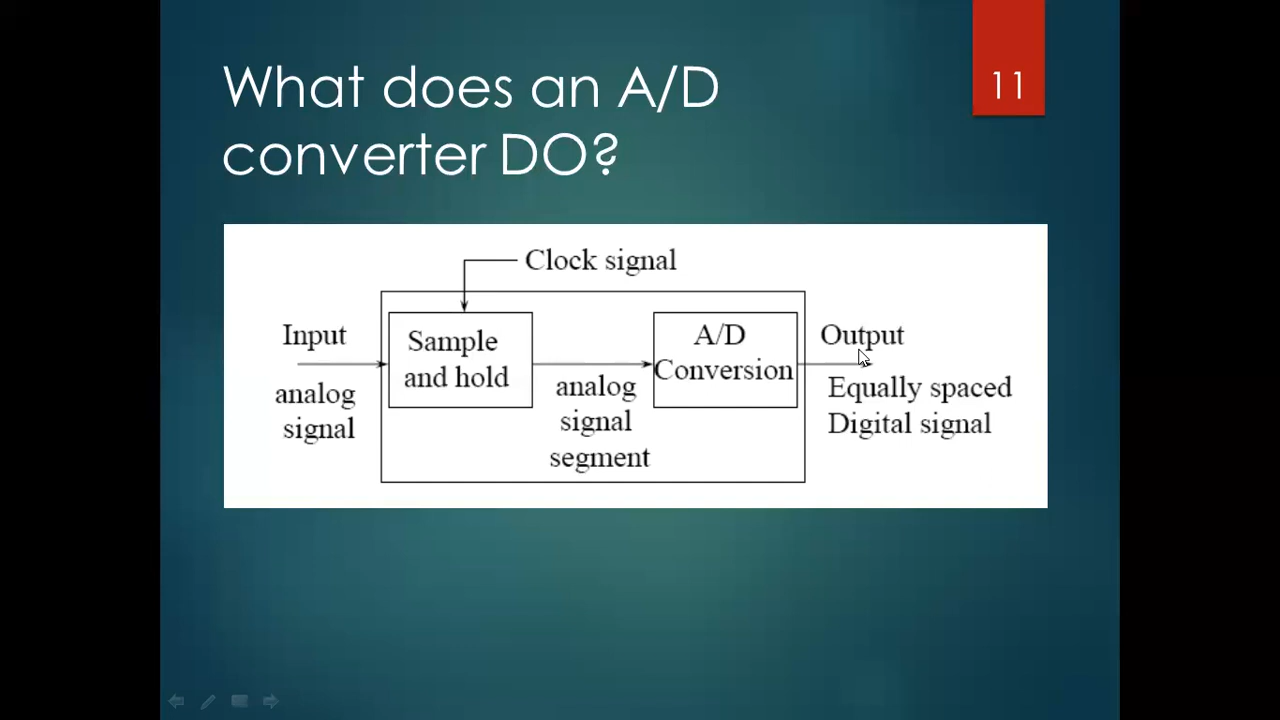 What does an A/D
converter DO?
11
Clock signal
Input
analog
signal
Sample
and hold
analog
signal
segment
A/D
Conversion
Output
Equally spaced
Digital signal